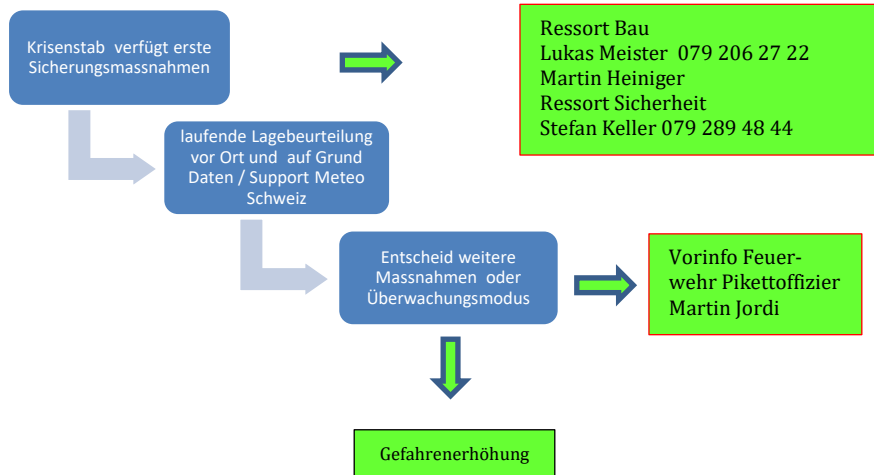 Krisenstab verfügt erste
Sicherungsmassnahmen
Ressort Bau
Lukas Meister 079 206 27 22
Martin Heiniger
Ressort Sicherheit
Stefan Keller 079 289 48 44
laufende Lagebeurteilung
vor Ort und auf Grund
Daten / Support Meteo
Schweiz
Entscheid weitere
Massnahmen oder
Überwachungsmodus
Vorinfo Feuer-
wehr Pikettoffizier
Martin Jordi
Gefahrenerhöhung